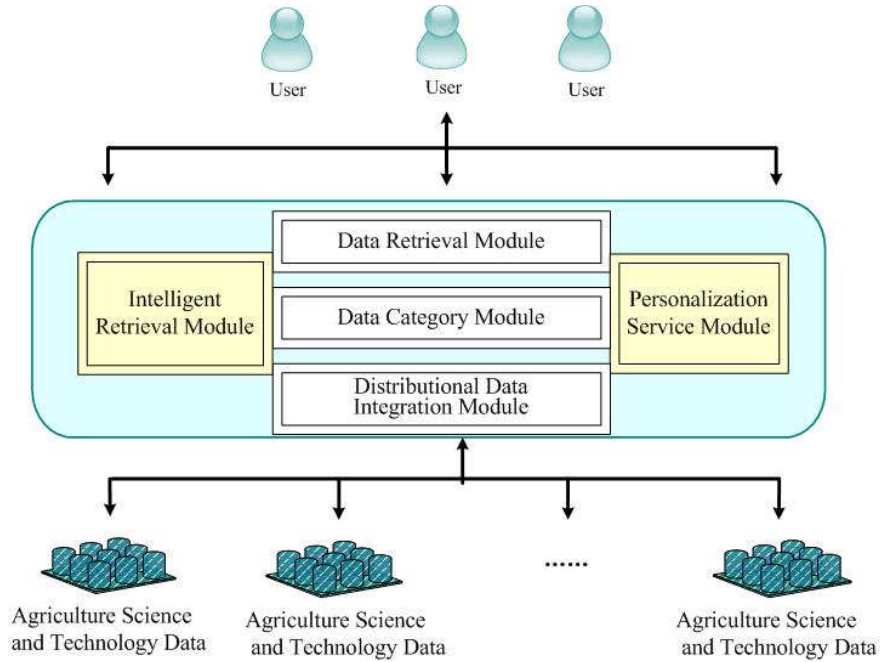 User
User
User
Data Retrieval Module
Intelligent
Retrieval Module
Data Category Module
Personalization
Service Module
Distributional Data
Integration Module
......
Agriculture Science
and Technology Data
Agriculture Science
and Technology Data
Agriculture Science
and Technology Data